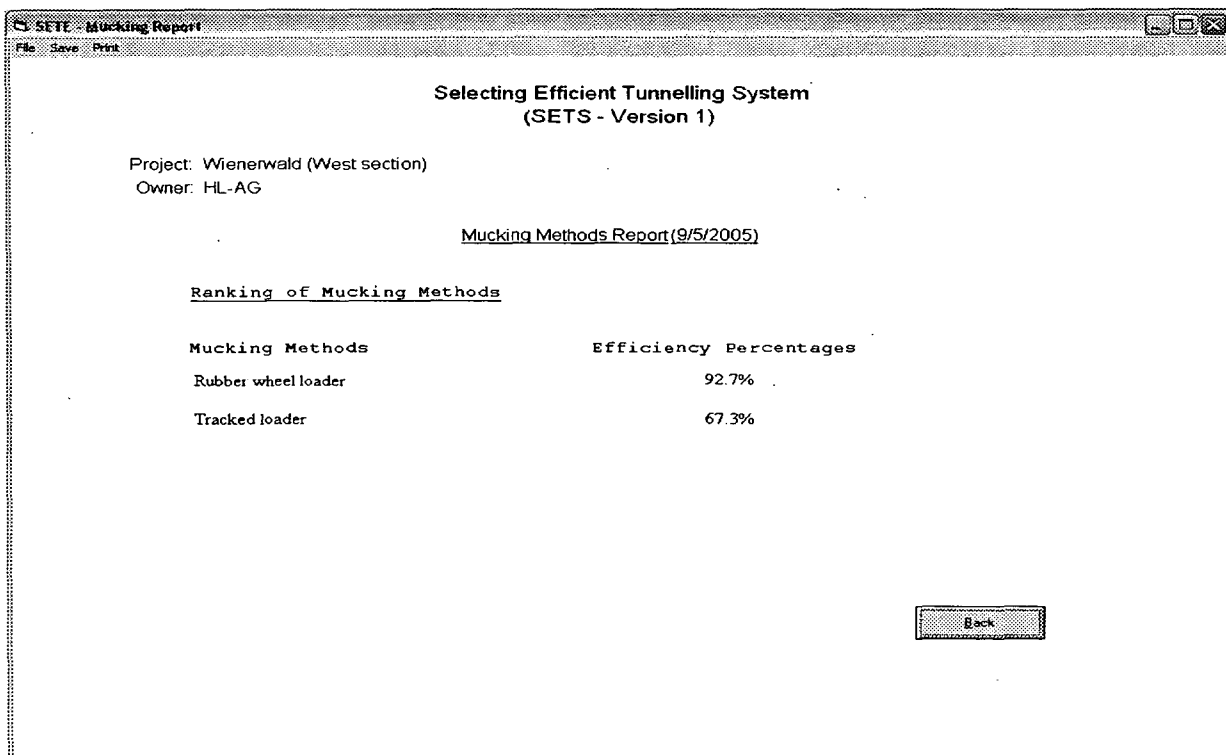 SETE - Mucking Report
File Save Print
Selecting Efficient Tunnelling System
(SETS - Version 1)
Project: Wienerwald (West section)
Owner: HL-AG
Mucking Methods Report (9/5/2005)
Ranking of Mucking Methods
Mucking Methods Efficiency Percentages
Rubber wheel loader 92.7%
Tracked loader 67.3%
Back